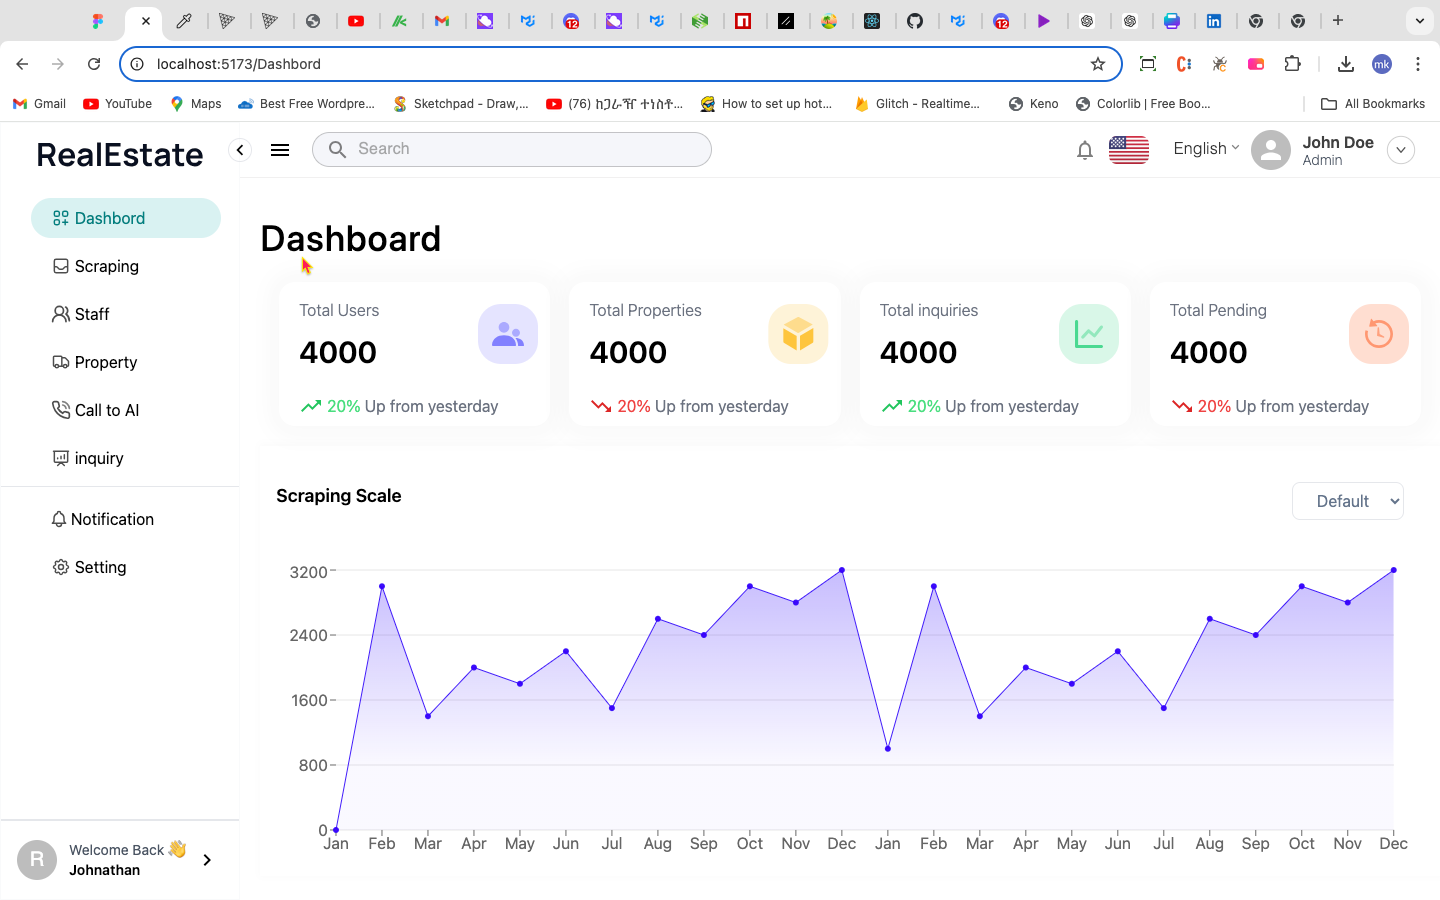 12
12
localhost:5173/Dashbord
mk
Gmail
YouTube
Maps
Best Free Wordpre...
Sketchpad - Draw,...
(76) ከጋራዥ ተነስቶ...
How to set up hot...
Glitch - Realtime...
Keno
Colorlib | Free Boo...
All Bookmarks
RealEstate
Search
English
John Doe
Admin
Dashbord
Scraping
Staff
Property
Call to AI
inquiry
Notification
Setting
Welcome Back 👋
R
Johnathan
Dashboard
Total Users
4000
20% Up from yesterday
Total Properties
4000
20% Up from yesterday
Total inquiries
4000
20% Up from yesterday
Total Pending
4000
20% Up from yesterday
Scraping Scale
Default
3200
2400
1600
800
0
Jan Feb Mar Apr May Jun Jul Aug Sep Oct Nov Dec Jan Feb Mar Apr May Jun Jul Aug Sep Oct Nov Dec